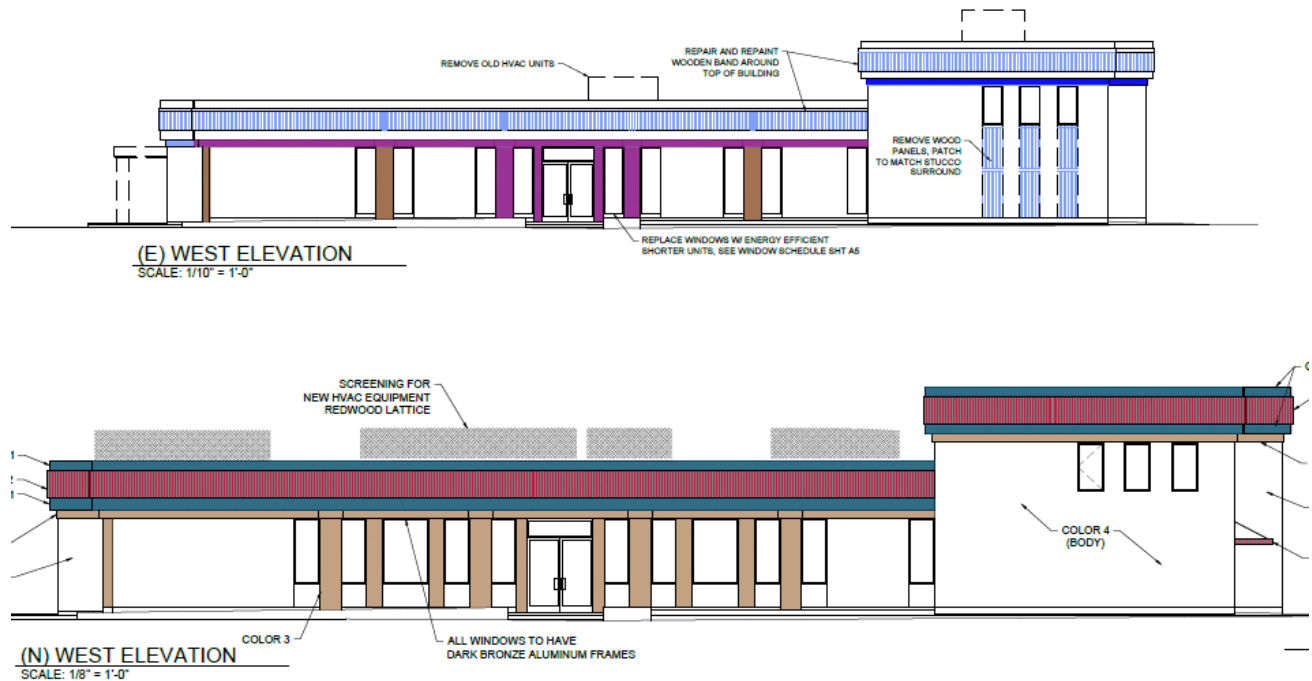 REMOVE OLD HVAC UNITS
REPAIR AND REPAINT
WOODEN BAND AROUND
TOP OF BUILDING
REMOVE WOOD
PANELS, PATCH
TO MATCH STUCCO
SURROUND
REPLACE WINDOWS W/ ENERGY EFFICIENT
SHORTER UNITS, SEE WINDOW SCHEDULE SHT A5
(E) WEST ELEVATION
SCALE: 1/10" = 1'-0"
SCREENING FOR
NEW HVAC EQUIPMENT
REDWOOD LATTICE
1
2
1
COLOR 4
(BODY)
COLOR 3
ALL WINDOWS TO HAVE
DARK BRONZE ALUMINUM FRAMES
(N) WEST ELEVATION
SCALE: 1/8" = 1'-0"